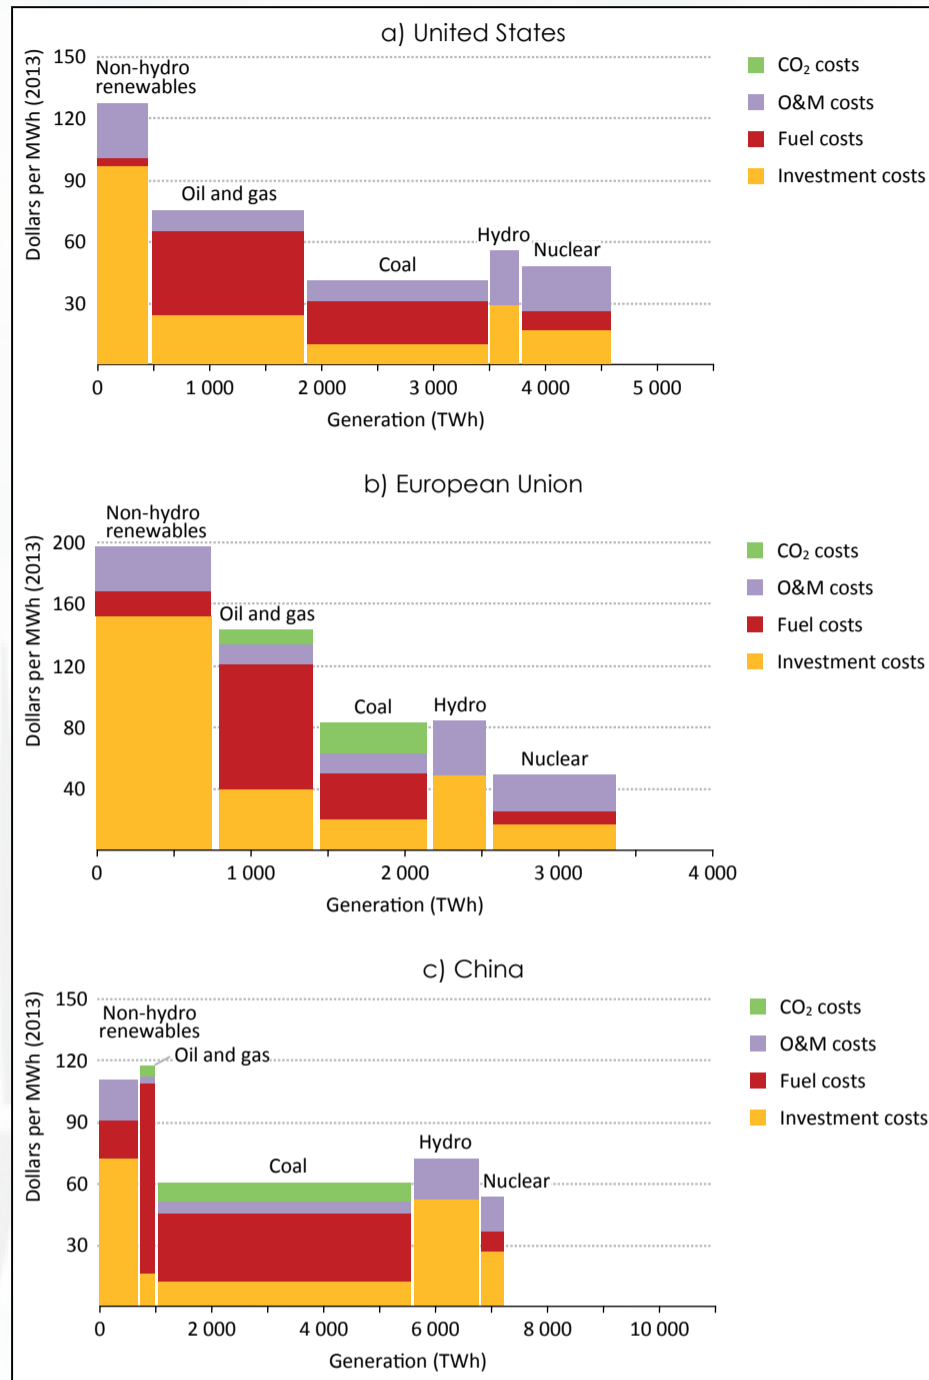 a) United States
Dollars per MWh (2013)
150
120
90
60
30
Non-hydro
renewables
Oil and gas
Coal
Hydro
Nuclear
0
1 000
2 000
3 000
4 000
5 000
Generation (TWh)
CO₂ costs
O&M costs
Fuel costs
Investment costs
b) European Union
Dollars per MWh (2013)
200
160
120
80
40
Non-hydro
renewables
Oil and gas
Coal
Hydro
Nuclear
0
1 000
2 000
3 000
4 000
Generation (TWh)
CO₂ costs
O&M costs
Fuel costs
Investment costs
c) China
Dollars per MWh (2013)
150
120
90
60
30
Non-hydro
renewables
Oil and gas
Coal
Hydro
Nuclear
0
2 000
4 000
6 000
8 000
10 000
Generation (TWh)
CO₂ costs
O&M costs
Fuel costs
Investment costs